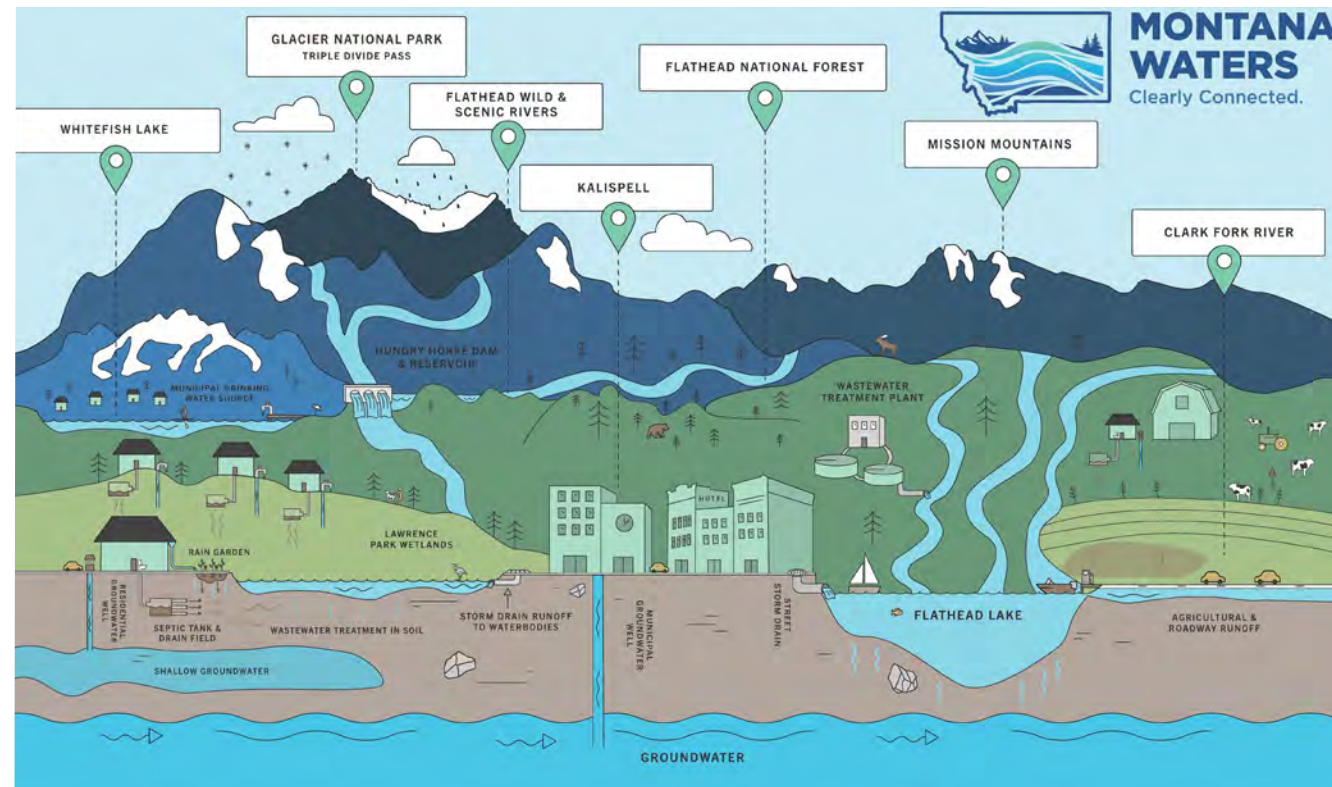 MONTANA
WATERS
Clearly Connected.
GLACIER NATIONAL PARK
TRIPLE DIVIDE PASS
FLATHEAD NATIONAL FOREST
FLATHEAD WILD &
SCENIC RIVERS
WHITEFISH LAKE
MISSION MOUNTAINS
KALISPELL
CLARK FORK RIVER
HUNGRY HORSE DAM
& RESERVOIR
MUNICIPAL DRINKING
WATER SOURCE
WASTEWATER
TREATMENT PLANT
HOTEL
LAWRENCE
PARK WETLANDS
RAIN GARDEN
RESIDENTIAL
GROUNDWATER
WELL
SEPTIC TANK &
DRAIN FIELD
WASTEWATER TREATMENT IN SOIL
STORM DRAIN RUNOFF
TO WATERBODIES
MUNICIPAL
GROUNDWATER
WELL
STREET
STORM DRAIN
FLATHEAD LAKE
AGRICULTURAL &
ROADWAY RUNOFF
SHALLOW GROUNDWATER
GROUNDWATER